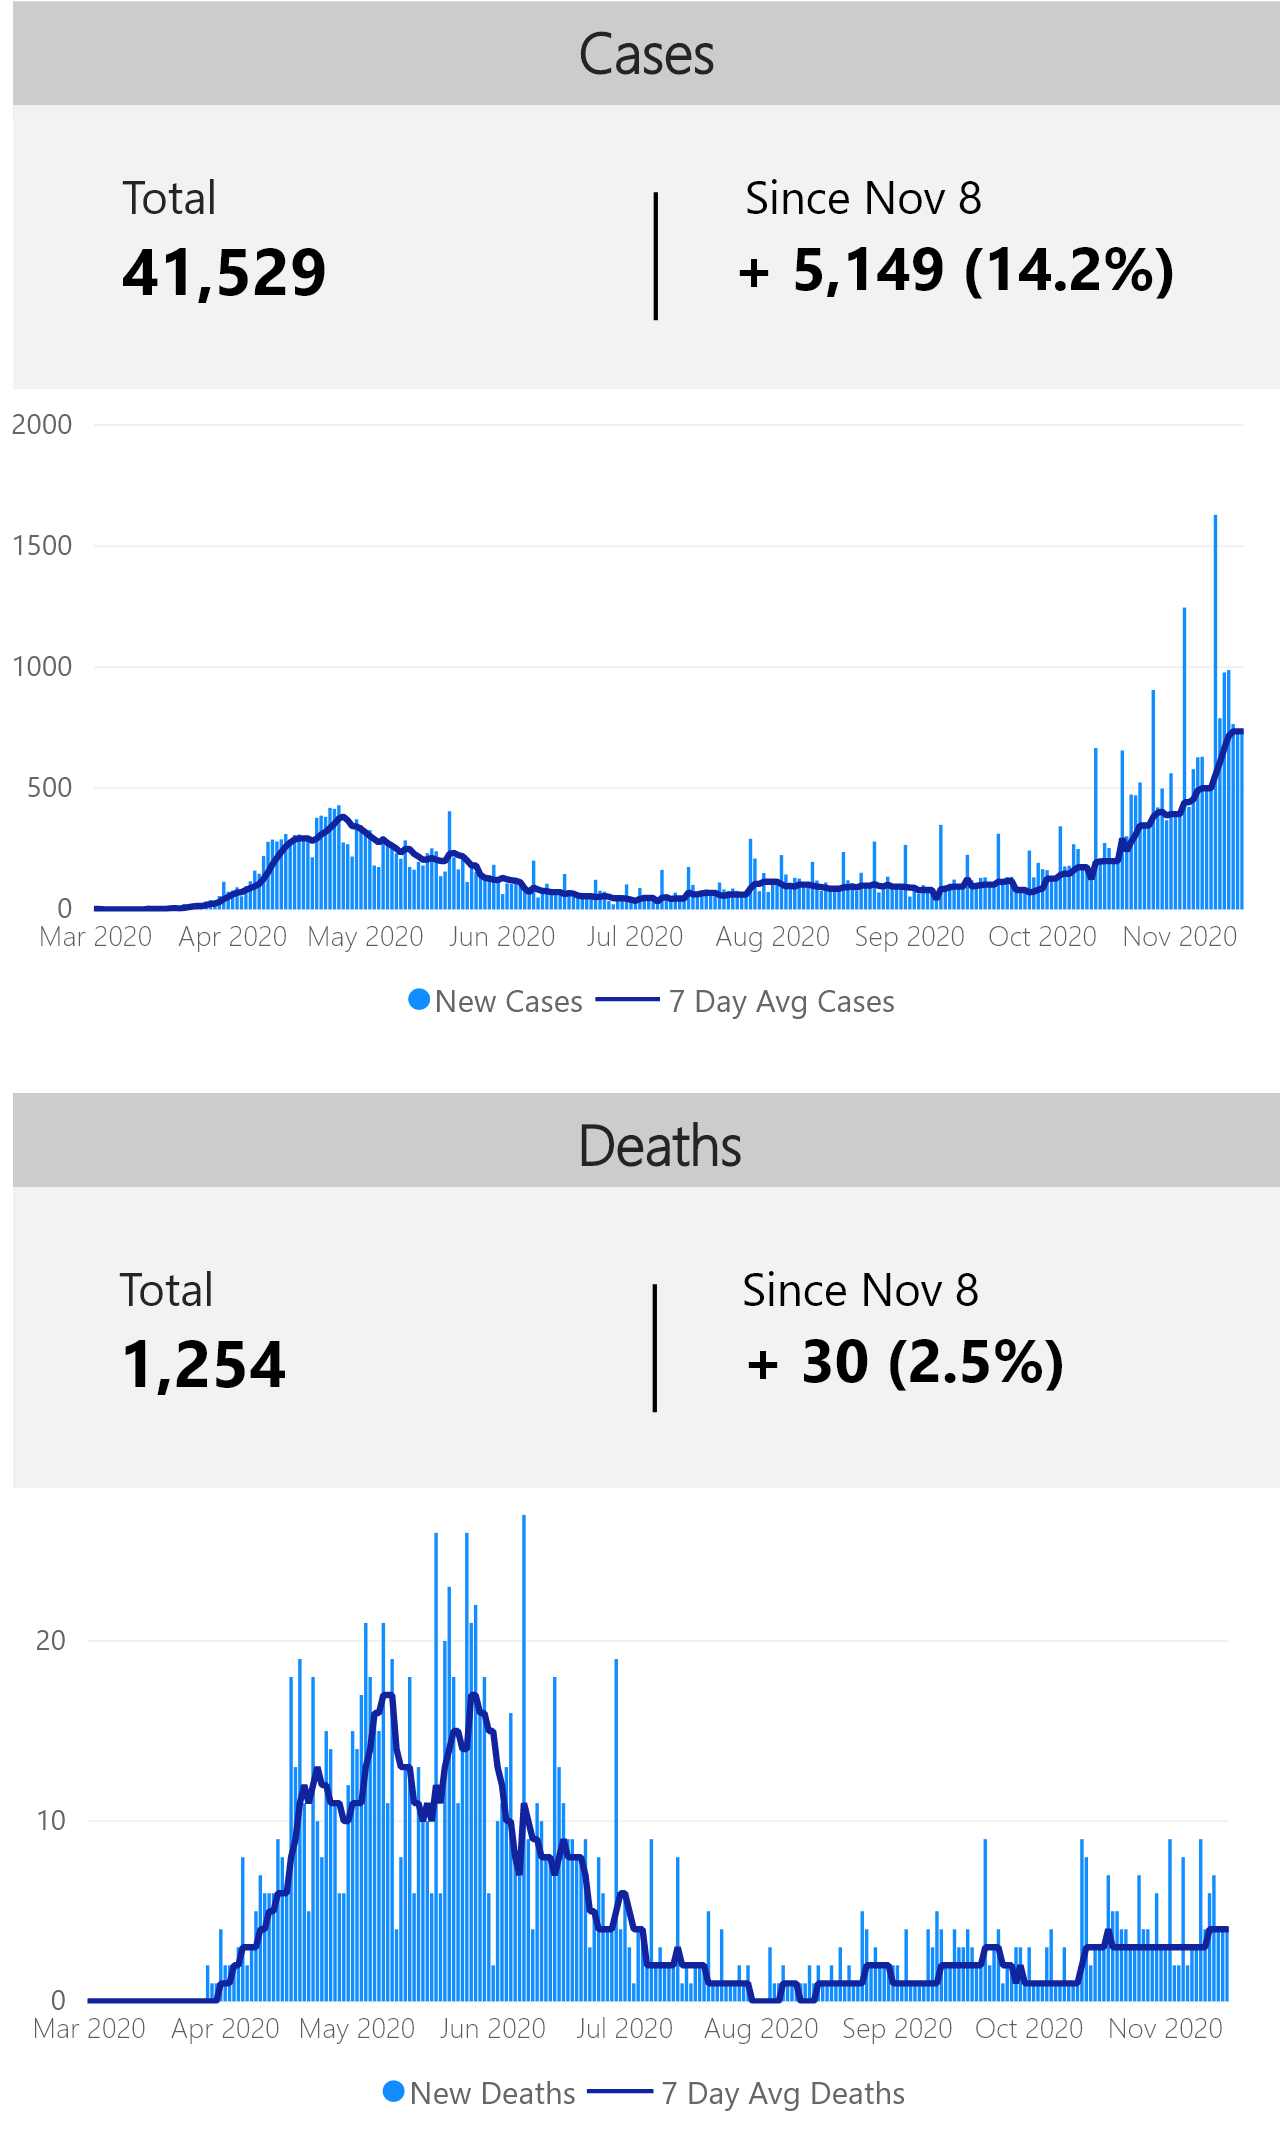 Cases
Total
Since Nov 8
41,529
+ 5,149 (14.2%)
2000
1500
1000
500
0
Mar 2020 Apr 2020 May 2020 Jun 2020 Jul 2020 Aug 2020 Sep 2020 Oct 2020 Nov 2020
New Cases 7 Day Avg Cases
Deaths
Total
Since Nov 8
1,254
+ 30 (2.5%)
20
10
0
Mar 2020 Apr 2020 May 2020 Jun 2020 Jul 2020 Aug 2020 Sep 2020 Oct 2020 Nov 2020
New Deaths 7 Day Avg Deaths